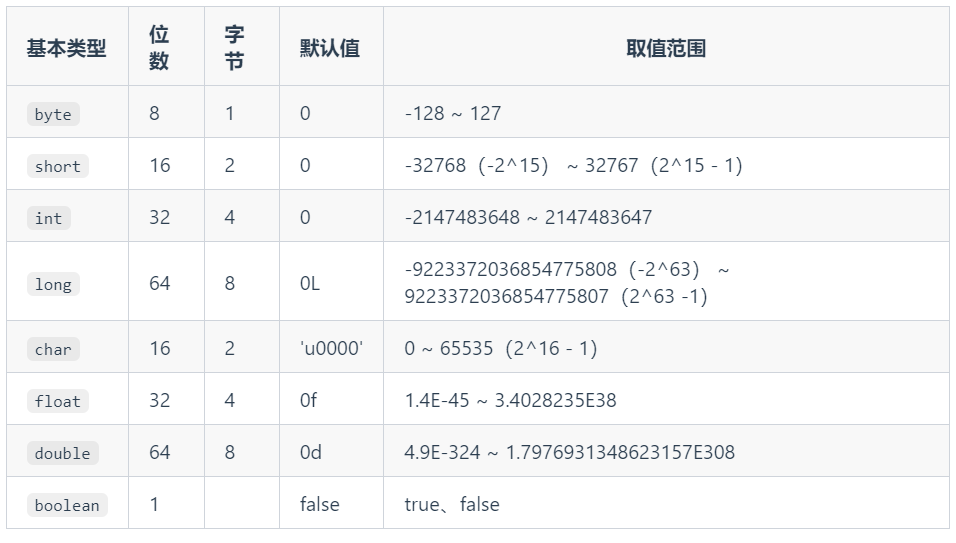 基本类型 位数 字节 默认值 取值范围
byte 8 1 0 -128 ~ 127
short 16 2 0 -32768（-2^15） ~ 32767（2^15 - 1）
int 32 4 0 -2147483648 ~ 2147483647
long 64 8 0L -9223372036854775808（-2^63） ~
9223372036854775807（2^63 -1）
char 16 2 'u0000' 0 ~ 65535（2^16 - 1）
float 32 4 0f 1.4E-45 ~ 3.4028235E38
double 64 8 0d 4.9E-324 ~ 1.7976931348623157E308
boolean 1 false true、false